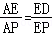 AE/AP = ED/EP